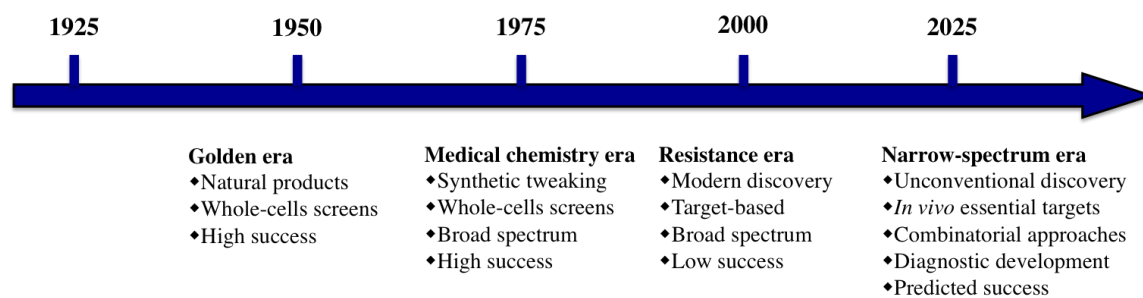 1925 1950 1975 2000 2025
Golden era
◆Natural products
◆Whole-cells screens
◆High success
Medical chemistry era
◆Synthetic tweaking
◆Whole-cells screens
◆Broad spectrum
◆High success
Resistance era
◆Modern discovery
◆Target-based
◆Broad spectrum
◆Low success
Narrow-spectrum era
◆Unconventional discovery
◆In vivo essential targets
◆Combinatorial approaches
◆Diagnostic development
◆Predicted success